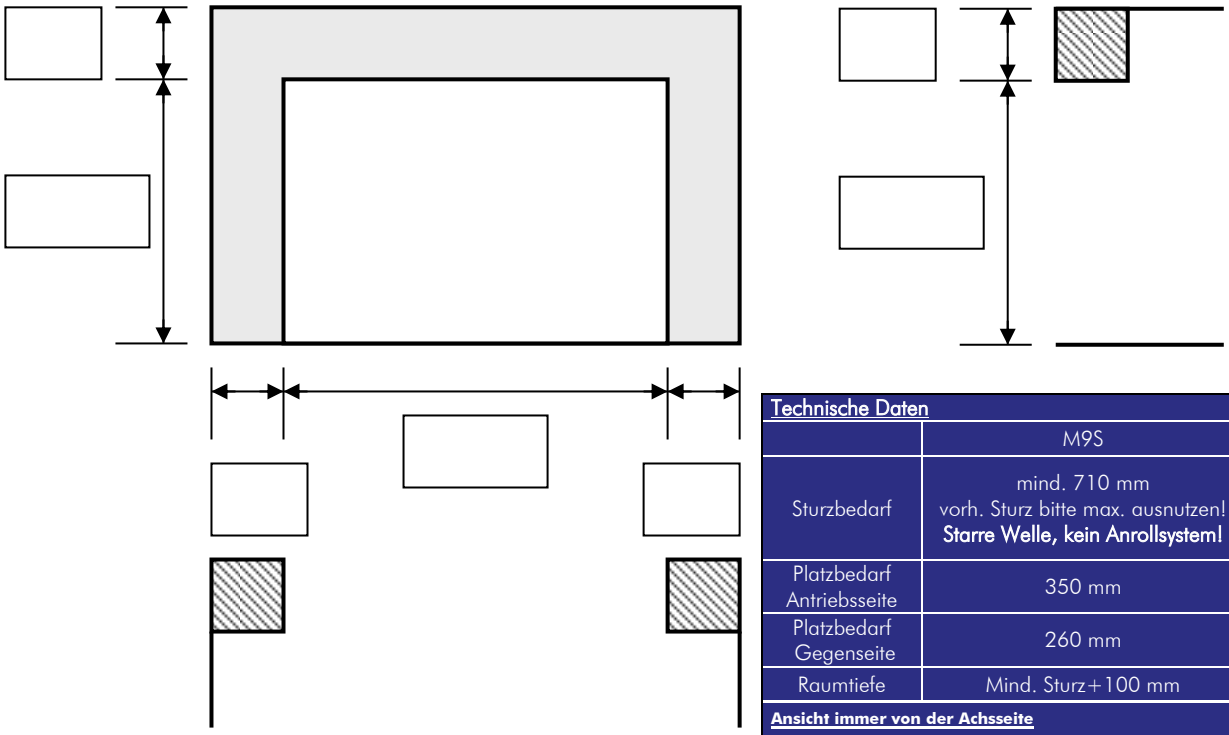 Technische Daten
M9S
Sturzbedarf
mind. 710 mm
vorh. Sturz bitte max. ausnutzen!
Starre Welle, kein Anrollsystem!
Platzbedarf
Antriebsseite
350 mm
Platzbedarf
Gegenseite
260 mm
Raumtiefe
Mind. Sturz+100 mm
Ansicht immer von der Achsseite